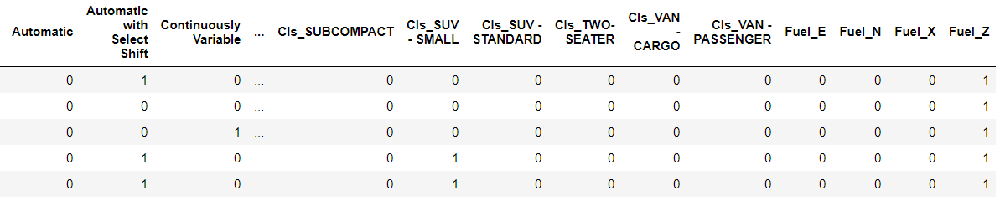 Automatic Automatic with Select Shift Continuously Variable ... Cls_SUBCOMPACT Cls_SUV - SMALL Cls_SUV - STANDARD Cls_TWO-SEATER Cls_VAN - CARGO Cls_VAN - PASSENGER Fuel_E Fuel_N Fuel_X Fuel_Z
0 1 0 ... 0 0 0 0 0 0 0 0 0 1
0 0 0 ... 0 0 0 0 0 0 0 0 0 1
0 0 1 ... 0 0 0 0 0 0 0 0 0 1
0 1 0 ... 0 1 0 0 0 0 0 0 0 1
0 1 0 ... 0 1 0 0 0 0 0 0 0 1